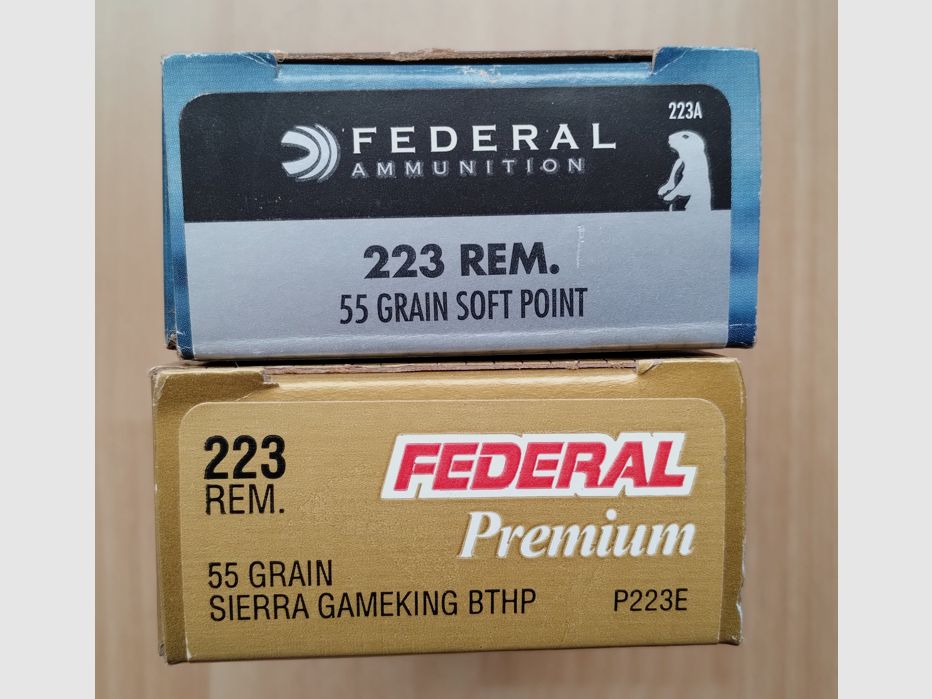 223A
FEDERAL
AMMUNITION
223 REM.
55 GRAIN SOFT POINT
223
REM.
FEDERAL
Premium
55 GRAIN
SIERRA GAMEKING BTHP
P223E